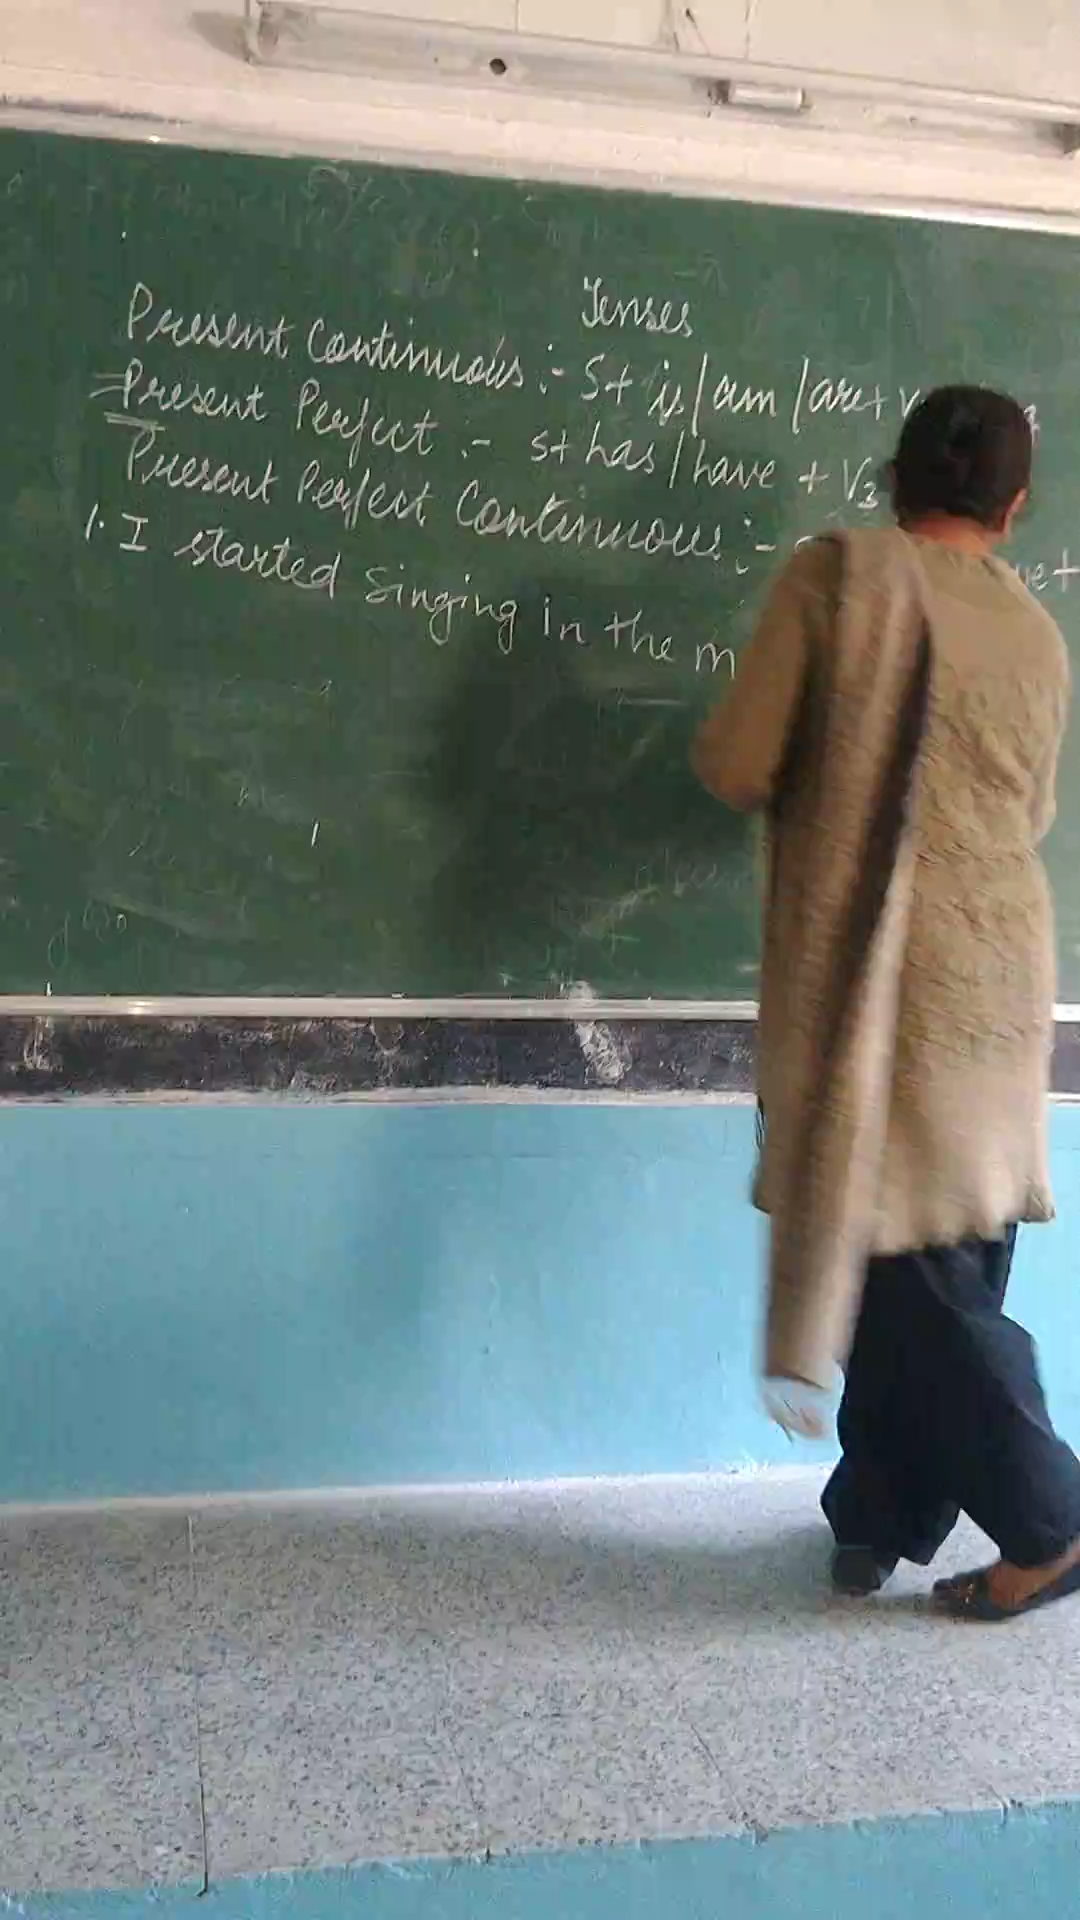 Tenses
Present Continuous :- S+ is/am/are+ V
Present Perfect :- s+ has/have + V3
Present Perfect Continuous :-
1. I started singing in the m